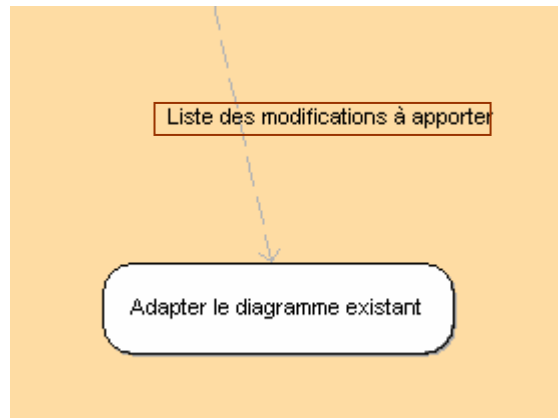 Liste des modifications à apporter
Adapter le diagramme existant